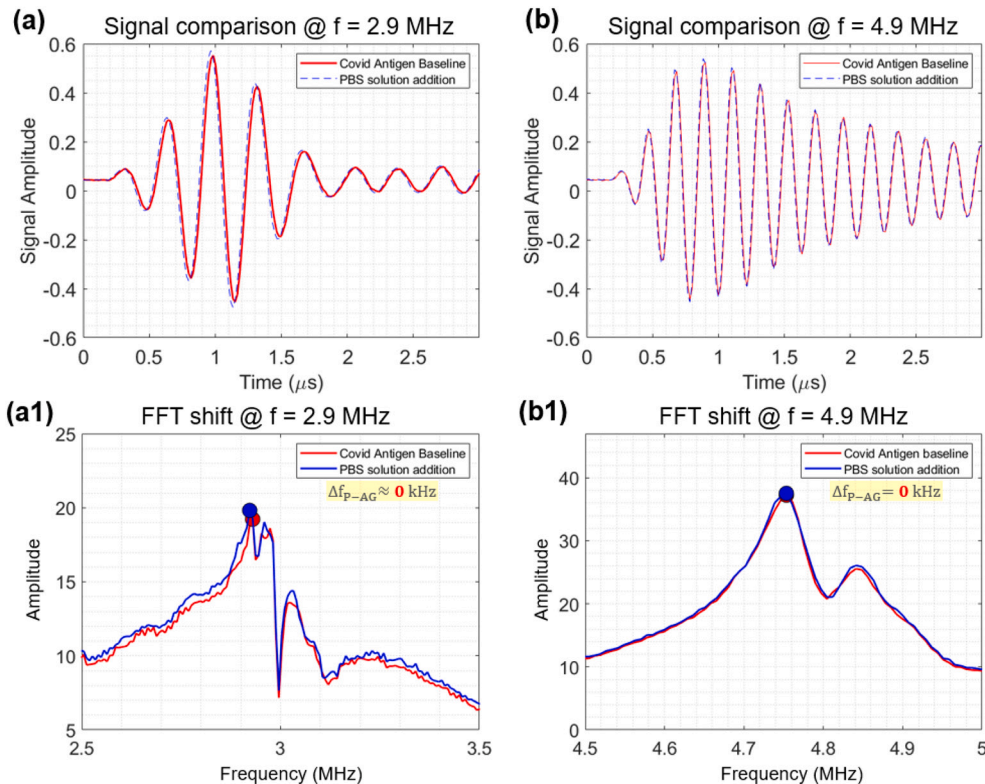 (a)
Signal comparison @ f = 2.9 MHz
Covid Antigen Baseline
PBS solution addition
0.6
0.4
0.2
0
-0.2
-0.4
-0.6
Signal Amplitude
0
0.5
1
1.5
2
2.5
Time (μs)
(b)
Signal comparison @ f = 4.9 MHz
Covid Antigen Baseline
PBS solution addition
0.6
0.4
0.2
0
-0.2
-0.4
-0.6
Signal Amplitude
0
0.5
1
1.5
2
2.5
Time (μs)
(a1)
FFT shift @ f = 2.9 MHz
Covid Antigen Baseline
PBS solution addition
ΔfP−AG ≈ 0 kHz
25
20
15
10
5
Amplitude
2.5
3
3.5
Frequency (MHz)
(b1)
FFT shift @ f = 4.9 MHz
Covid Antigen baseline
PBS solution addition
ΔfP−AG = 0 kHz
40
30
20
10
0
Amplitude
4.5
4.6
4.7
4.8
4.9
5
Frequency (MHz)